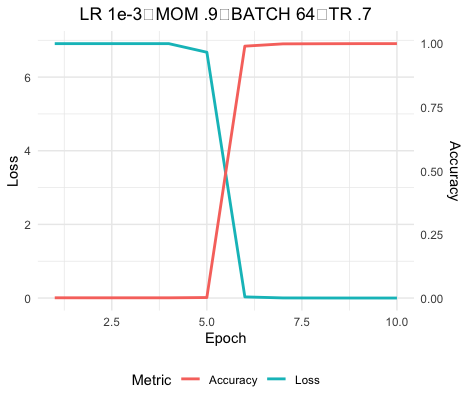 LR 1e-3□MOM .9□BATCH 64□TR .7
Loss
6
4
2
0
Accuracy
1.00
0.75
0.50
0.25
0.00
2.5 5.0 7.5 10.0
Epoch
Metric Accuracy Loss